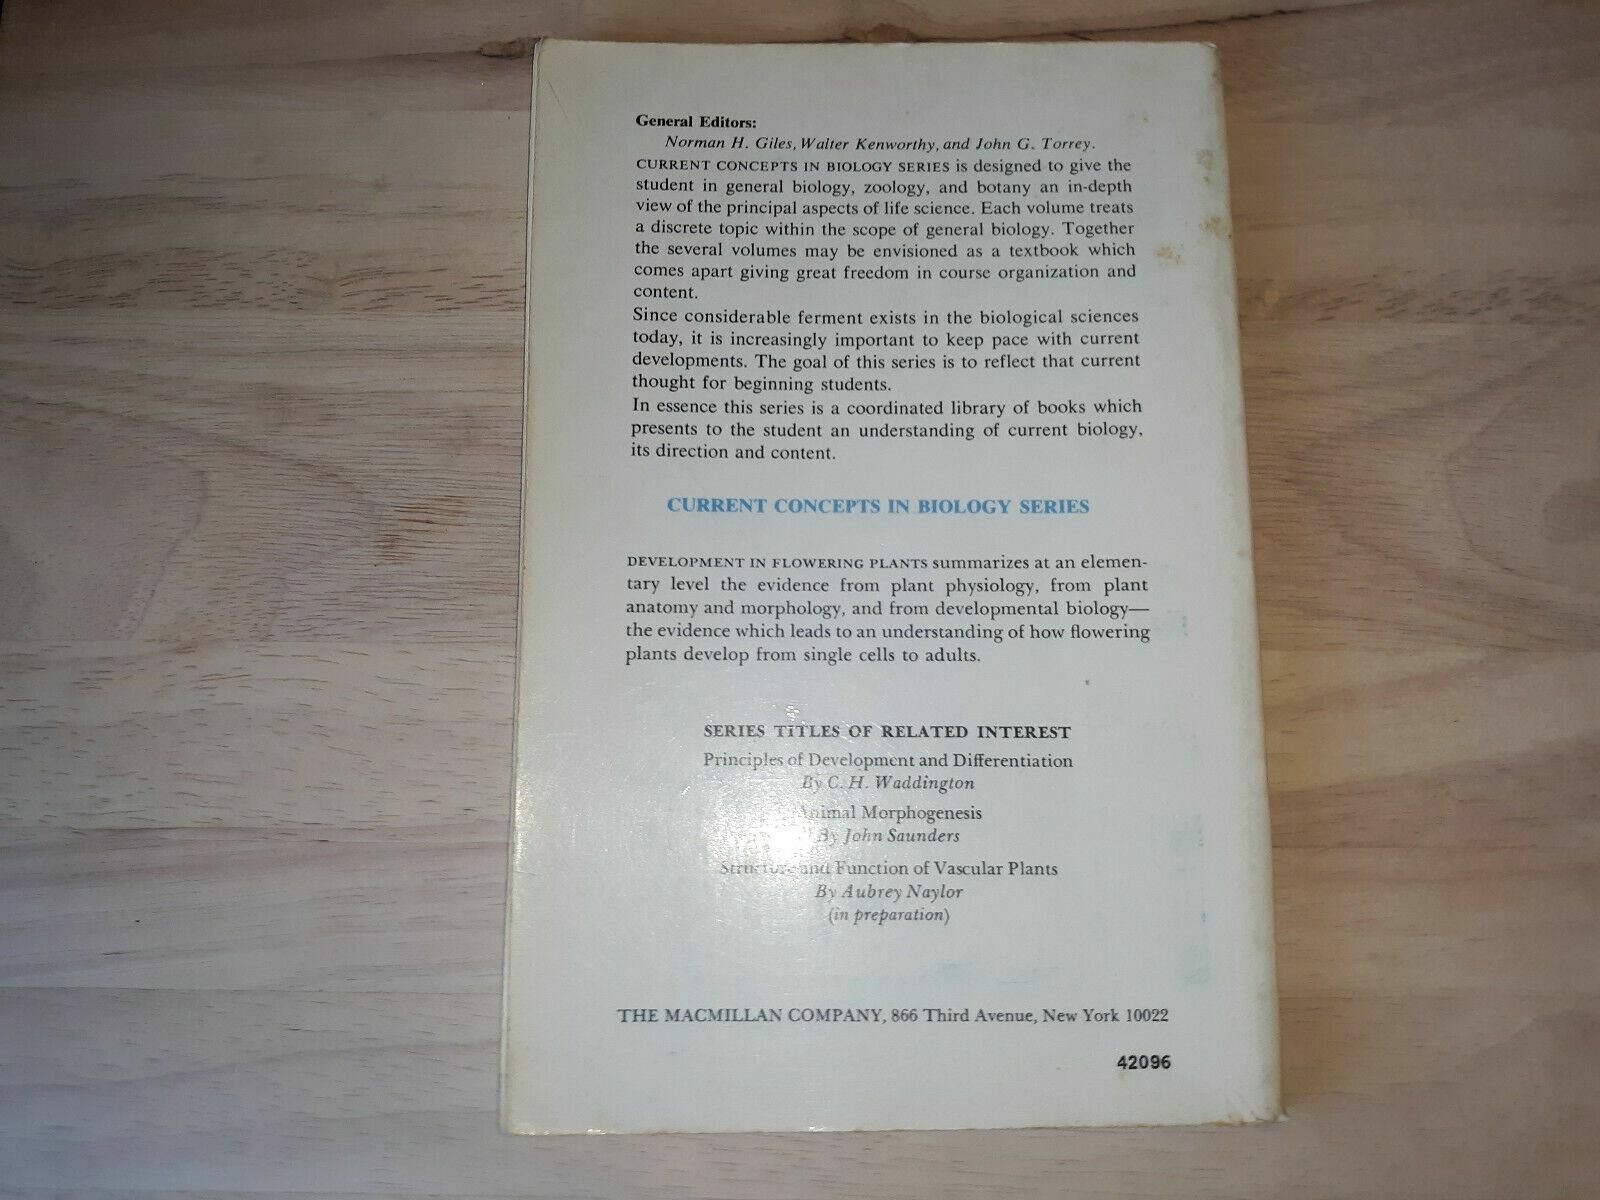 General Editors:
Norman H. Giles, Walter Kenworthy, and John G. Torrey.
CURRENT CONCEPTS IN BIOLOGY SERIES is designed to give the
student in general biology, zoology, and botany an in-depth
view of the principal aspects of life science. Each volume treats
a discrete topic within the scope of general biology. Together
the several volumes may be envisioned as a textbook which
comes apart giving great freedom in course organization and
content.
Since considerable ferment exists in the biological sciences
today, it is increasingly important to keep pace with current
developments. The goal of this series is to reflect that current
thought for beginning students.
In essence this series is a coordinated library of books which
presents to the student an understanding of current biology,
its direction and content.
CURRENT CONCEPTS IN BIOLOGY SERIES
DEVELOPMENT IN FLOWERING PLANTS summarizes at an elemen-
tary level the evidence from plant physiology, from plant
anatomy and morphology, and from developmental biology—
the evidence which leads to an understanding of how flowering
plants develop from single cells to adults.
SERIES TITLES OF RELATED INTEREST
Principles of Development and Differentiation
By C. H. Waddington
Animal Morphogenesis
By John Saunders
Structure and Function of Vascular Plants
By Aubrey Naylor
(in preparation)
THE MACMILLAN COMPANY, 866 Third Avenue, New York 10022
42096